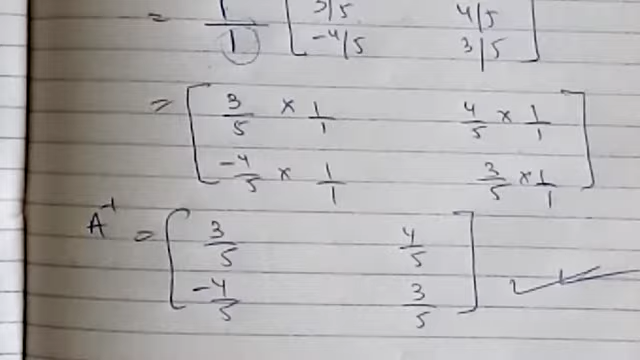 = 1/1 [ 3/5 4/5
-4/5 3/5 ]
= [ 3/5 × 1/1 4/5 × 1/1
-4/5 × 1/1 3/5 × 1/1 ]
A⁻¹ = [ 3/5 4/5
-4/5 3/5 ]